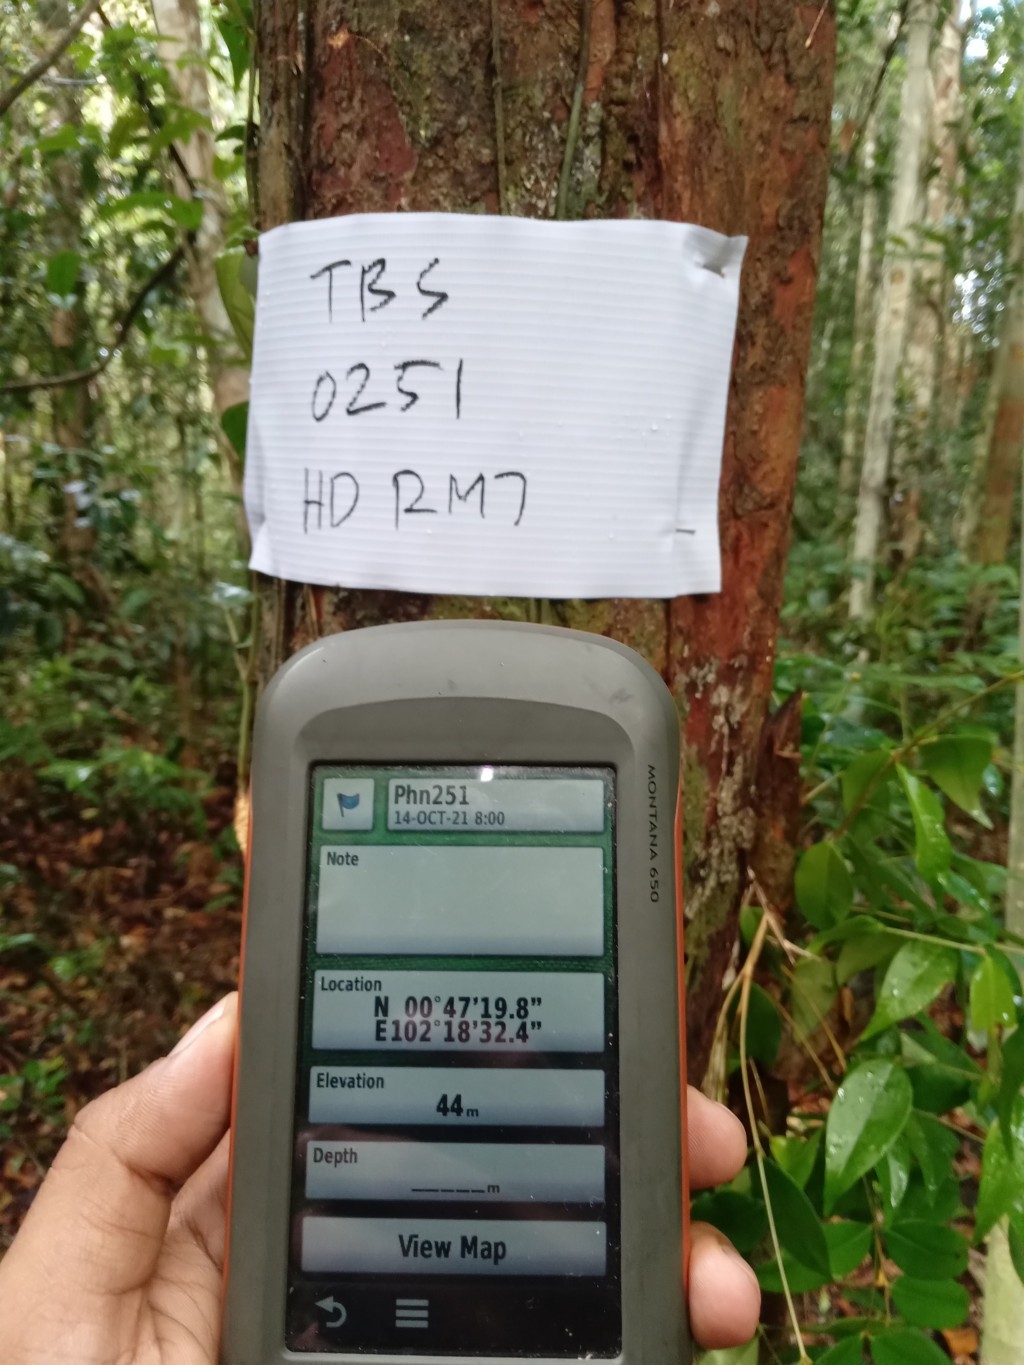 TBS
0251
HD RM7
MONTANA 650
Phn251
14-OCT-21 8:00
Note
Location
N 00°47'19.8"
E102°18'32.4"
Elevation
44m
Depth
_____m
View Map